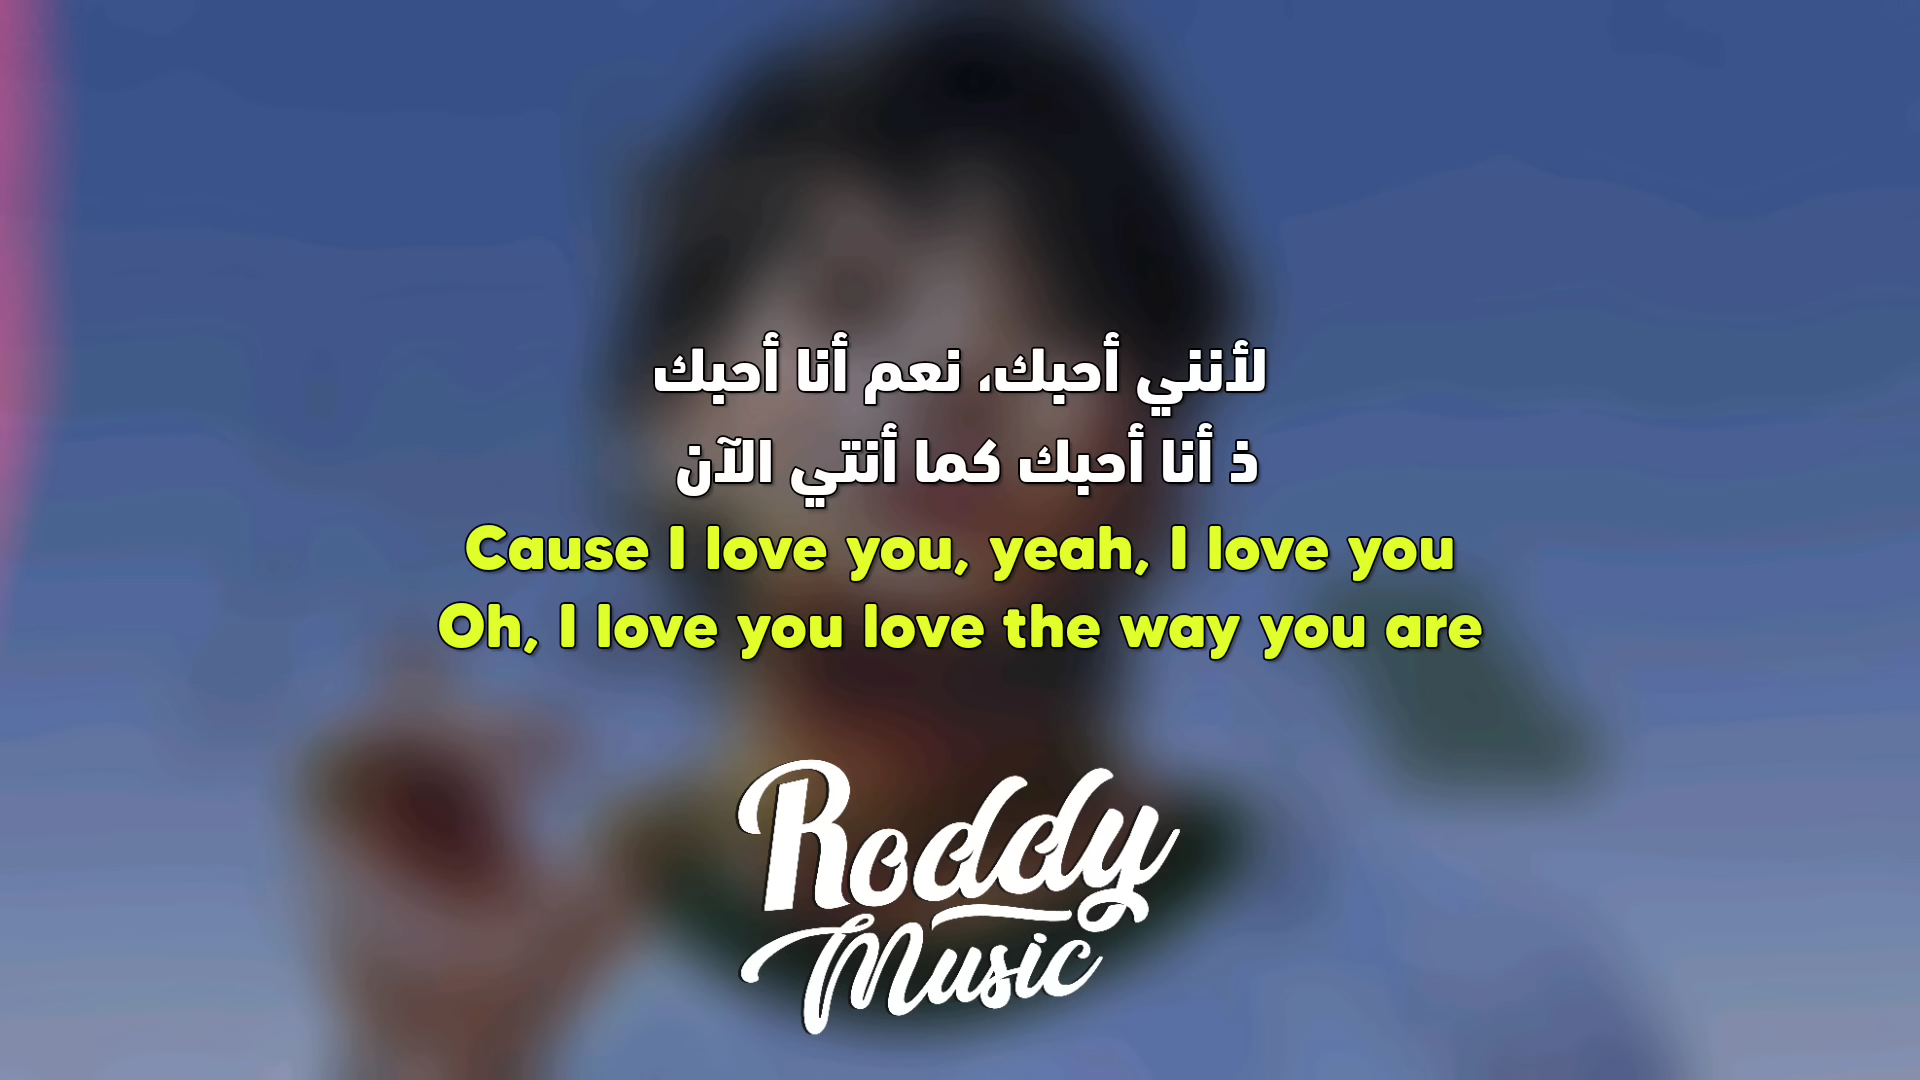 لأنني أحبك، نعم أنا أحبك
ذ أنا أحبك كما أنتي الآن
Cause I love you, yeah, I love you
Oh, I love you love the way you are
Roddy
Music